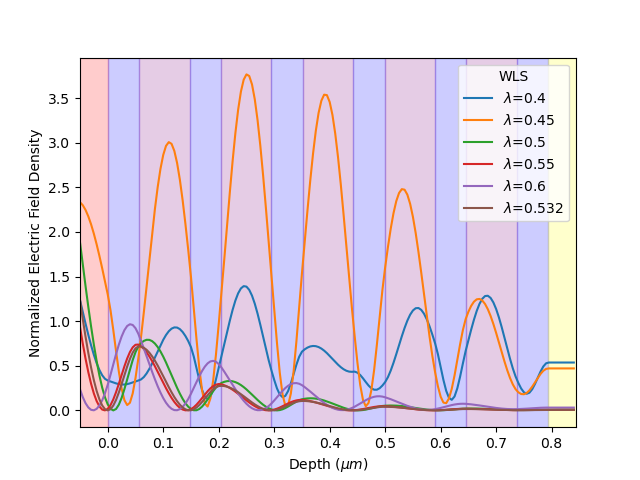 WLS
λ=0.4
λ=0.45
λ=0.5
λ=0.55
λ=0.6
λ=0.532
Normalized Electric Field Density
3.5
3.0
2.5
2.0
1.5
1.0
0.5
0.0
0.0 0.1 0.2 0.3 0.4 0.5 0.6 0.7 0.8
Depth (μm)